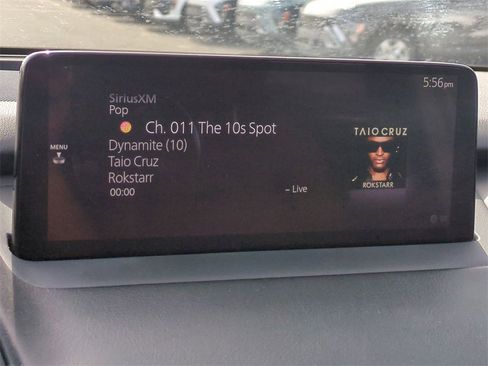 5:56pm
SiriusXM
Pop
Ch. 011 The 10s Spot
MENU
Dynamite (10)
Taio Cruz
Rokstarr
00:00
– Live
TAIO CRUZ
ROKSTARR